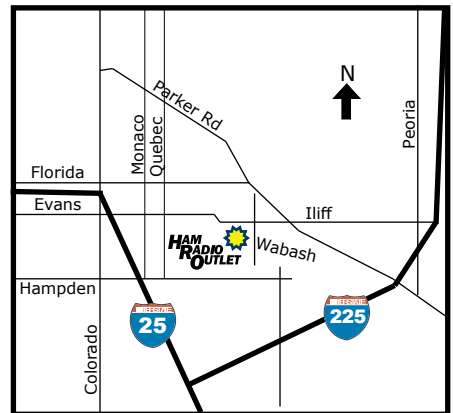 N
Parker Rd
Monaco
Quebec
Peoria
Florida
Evans
Iliff
HAM
RADIO
OUTLET
Wabash
Hampden
INTERSTATE
25
INTERSTATE
225
Colorado